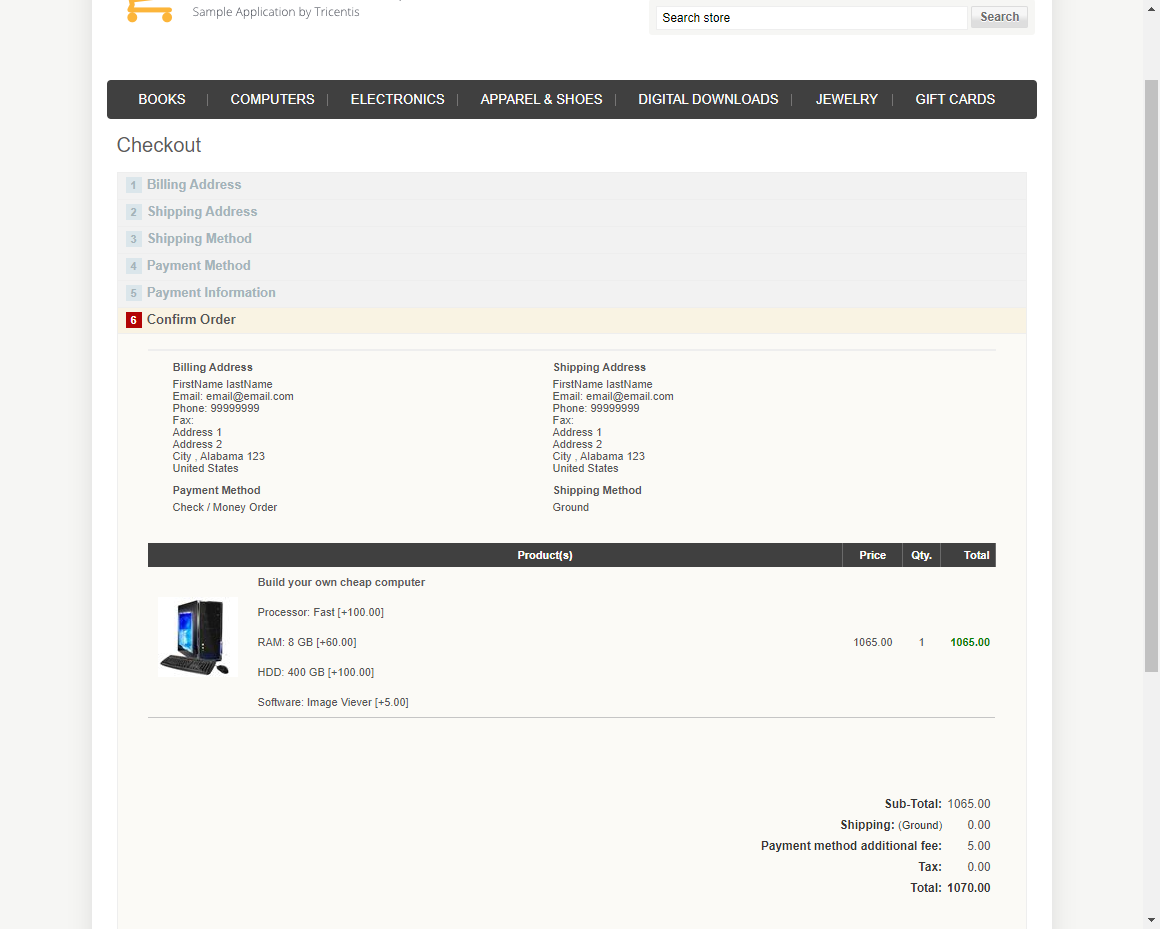 Sample Application by Tricentis
Search store
Search
BOOKS
COMPUTERS
ELECTRONICS
APPAREL & SHOES
DIGITAL DOWNLOADS
JEWELRY
GIFT CARDS
Checkout
1 Billing Address
2 Shipping Address
3 Shipping Method
4 Payment Method
5 Payment Information
6 Confirm Order
Billing Address
FirstName lastName
Email: email@email.com
Phone: 99999999
Fax:
Address 1
Address 2
City , Alabama 123
United States
Payment Method
Check / Money Order
Shipping Address
FirstName lastName
Email: email@email.com
Phone: 99999999
Fax:
Address 1
Address 2
City , Alabama 123
United States
Shipping Method
Ground
Product(s) Price Qty. Total
Build your own cheap computer
Processor: Fast [+100.00]
RAM: 8 GB [+60.00]
HDD: 400 GB [+100.00]
Software: Image Viever [+5.00]
1065.00 1 1065.00
Sub-Total: 1065.00
Shipping: (Ground) 0.00
Payment method additional fee: 5.00
Tax: 0.00
Total: 1070.00